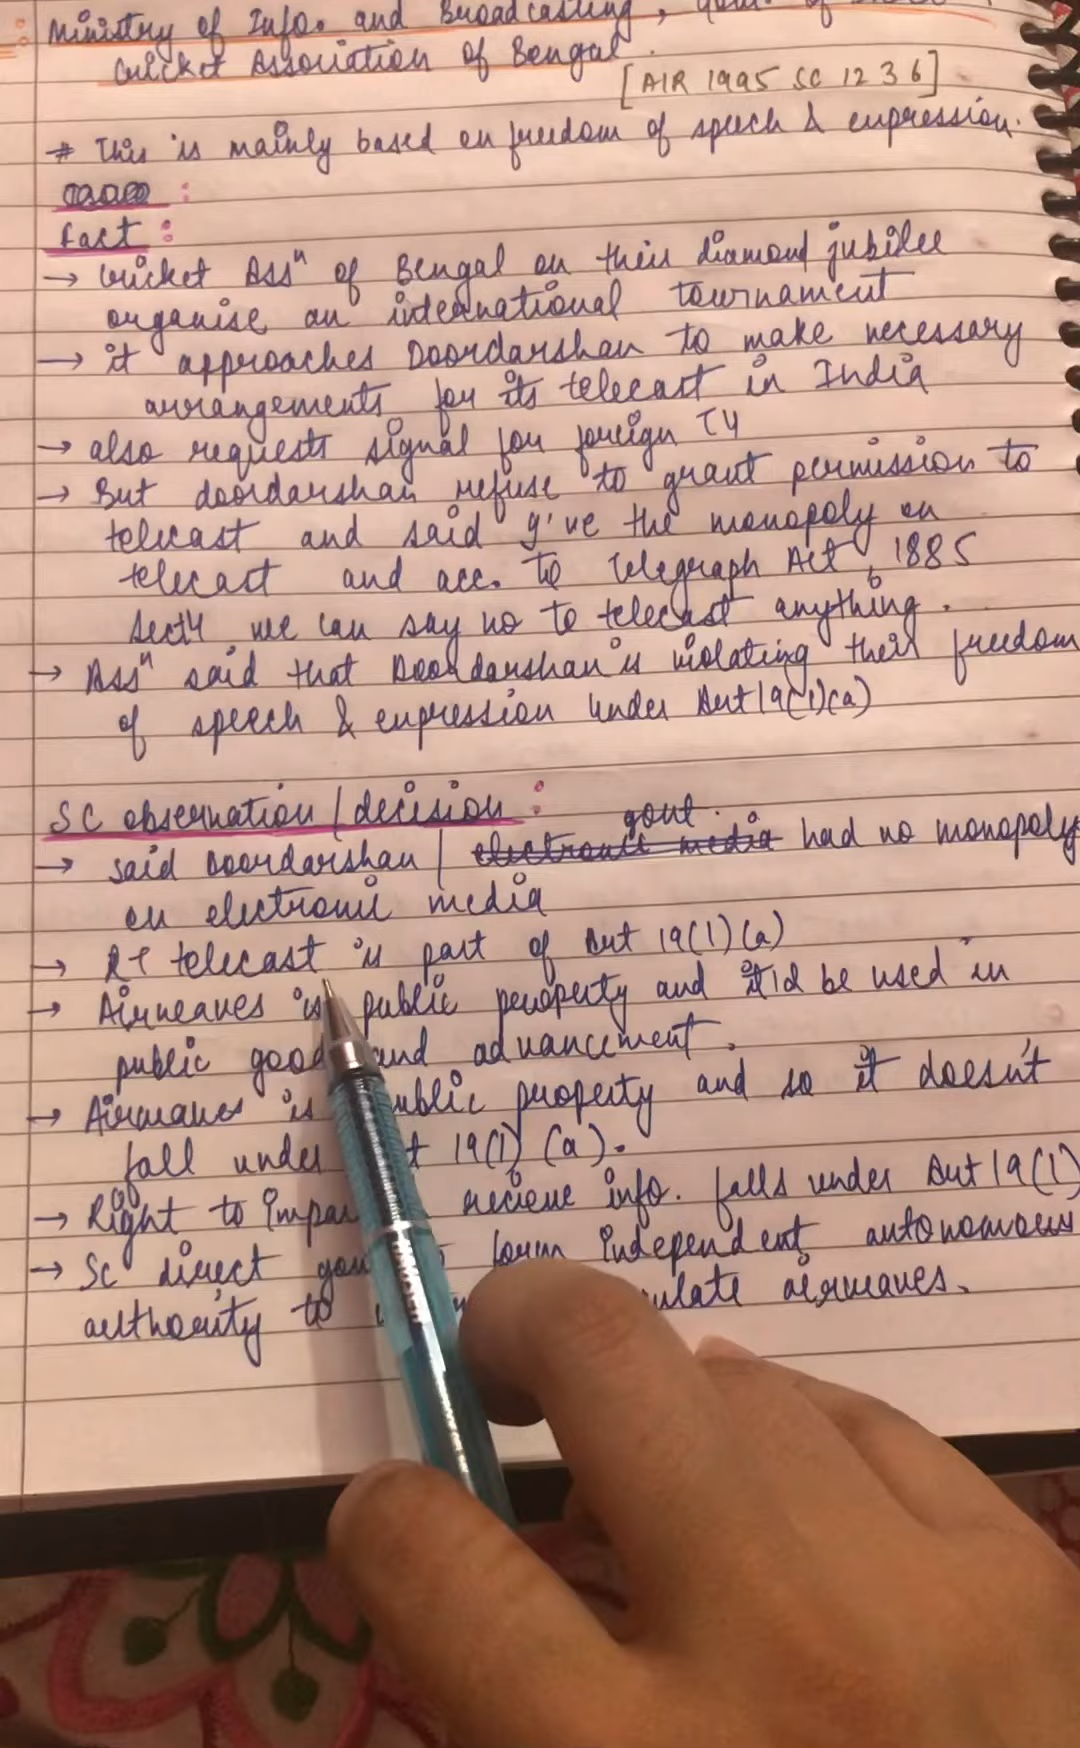 Ministry of Info. and Broadcasting, Govt. of
Cricket Association of Bengal.
[AIR 1995 SC 1236]
# This is mainly based on freedom of speech & expression.
Fact :
→ Cricket Assⁿ of Bengal on their diamond jubilee
organise an international tournament
→ it approaches Doordarshan to make necessary
arrangements for its telecast in India
→ also requests signal for foreign TV
→ But doordarshan refuse to grant permission to
telecast and said g've the monopoly on
telecast and acc. to Telegraph Act, 1885
Sect4 we can say no to telecast anything.
→ Assⁿ said that Doordarshan is violating their freedom
of speech & expression under Art 19(1)(a)
SC observation / decision :
govt.
→ said Doordarshan / electronic media had no monopoly
on electronic media
→ Rt telecast is part of Art 19(1)(a)
→ Airwaves is public property and it'ld be used in
public good and advancement.
→ Airwaves is public property and so it doesn't
fall under 19(1)(a).
→ Right to recieve info. falls under Art 19(1)
→ SC direct form independent autonomous
authority to airwaves.